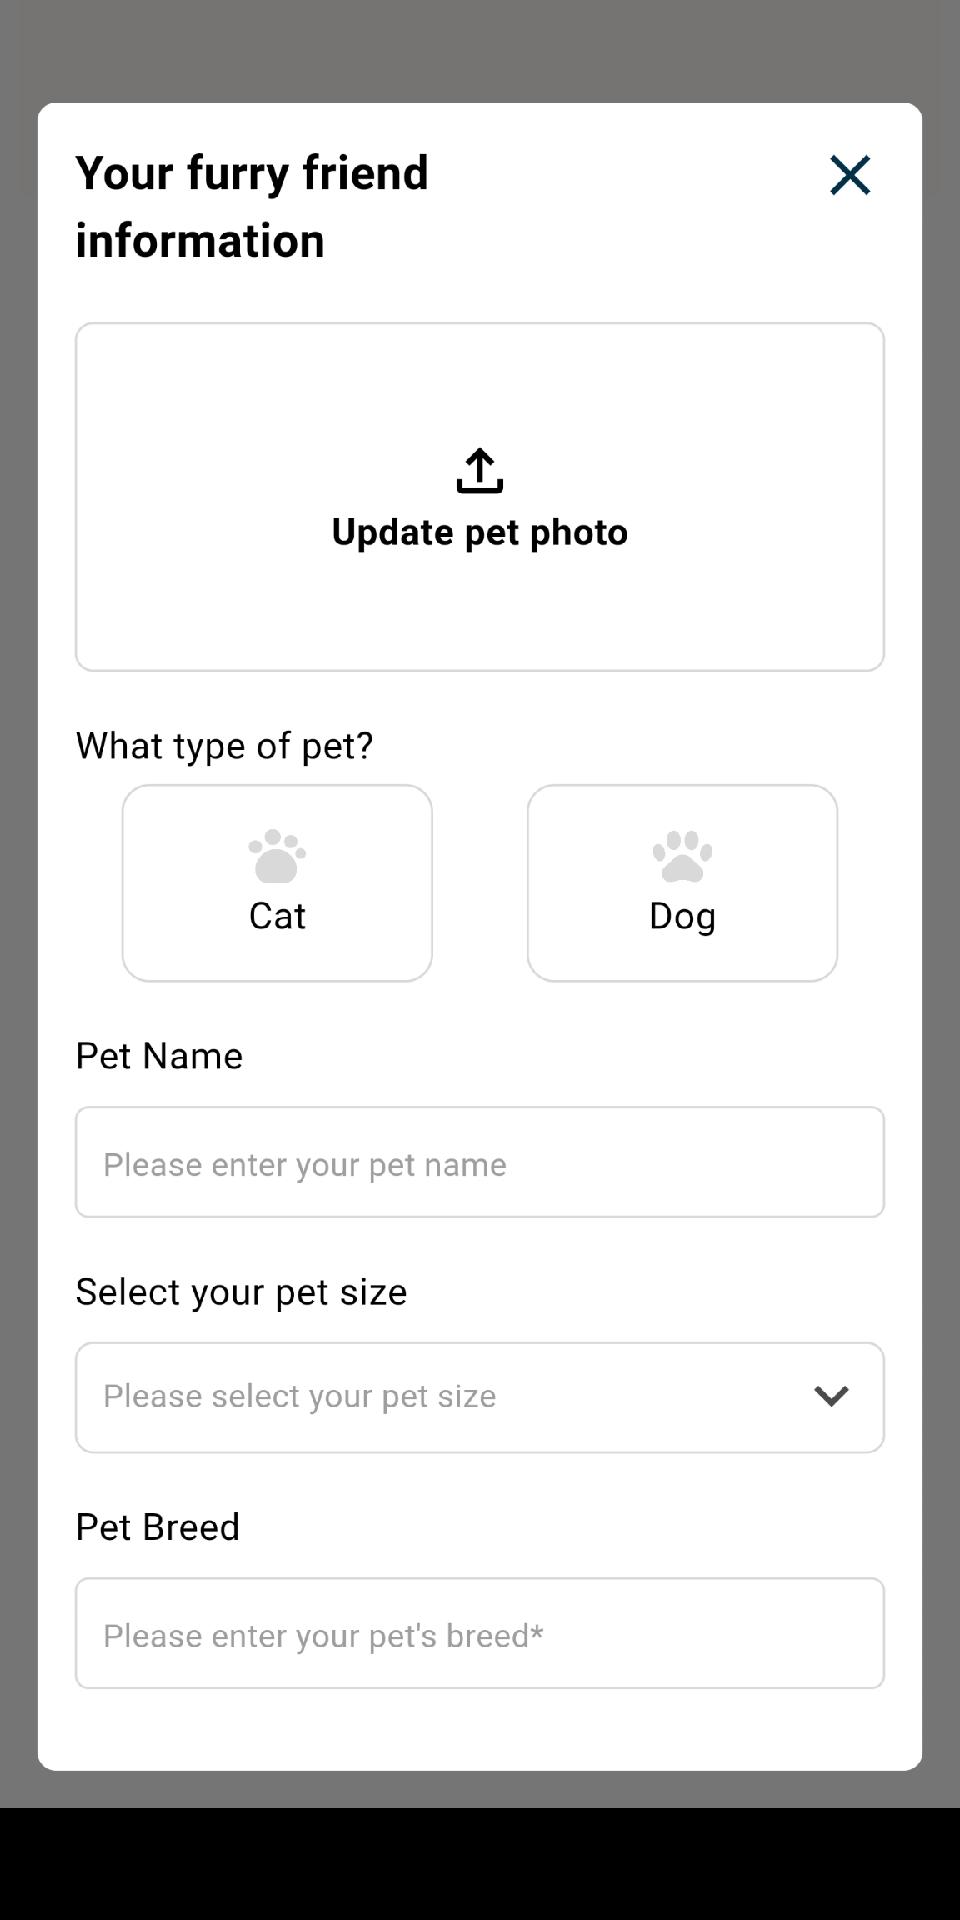 Your furry friend
information
Update pet photo
What type of pet?
Cat
Dog
Pet Name
Please enter your pet name
Select your pet size
Please select your pet size
Pet Breed
Please enter your pet's breed*